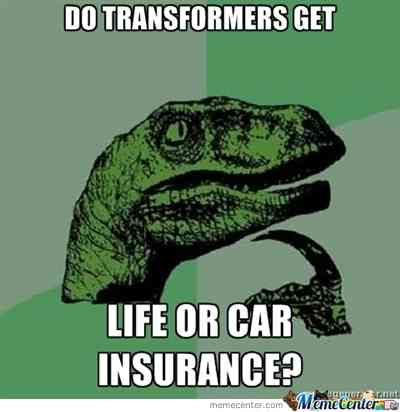 DO TRANSFORMERS GET
LIFE OR CAR
INSURANCE?
memecenter.com MemeCenter